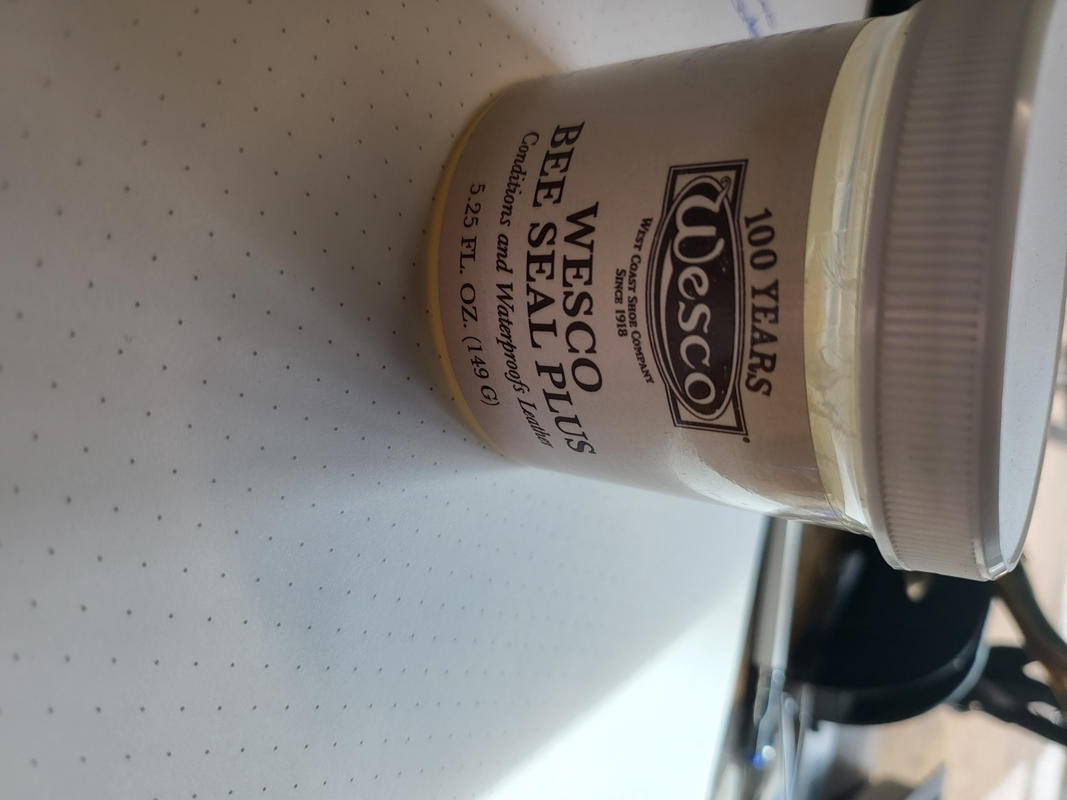 100 YEARS
Wesco
WEST COAST SHOE COMPANY
SINCE 1918
WESCO
BEE SEAL PLUS
Conditions and Waterproofs Leather
5.25 FL. OZ. (149 G)